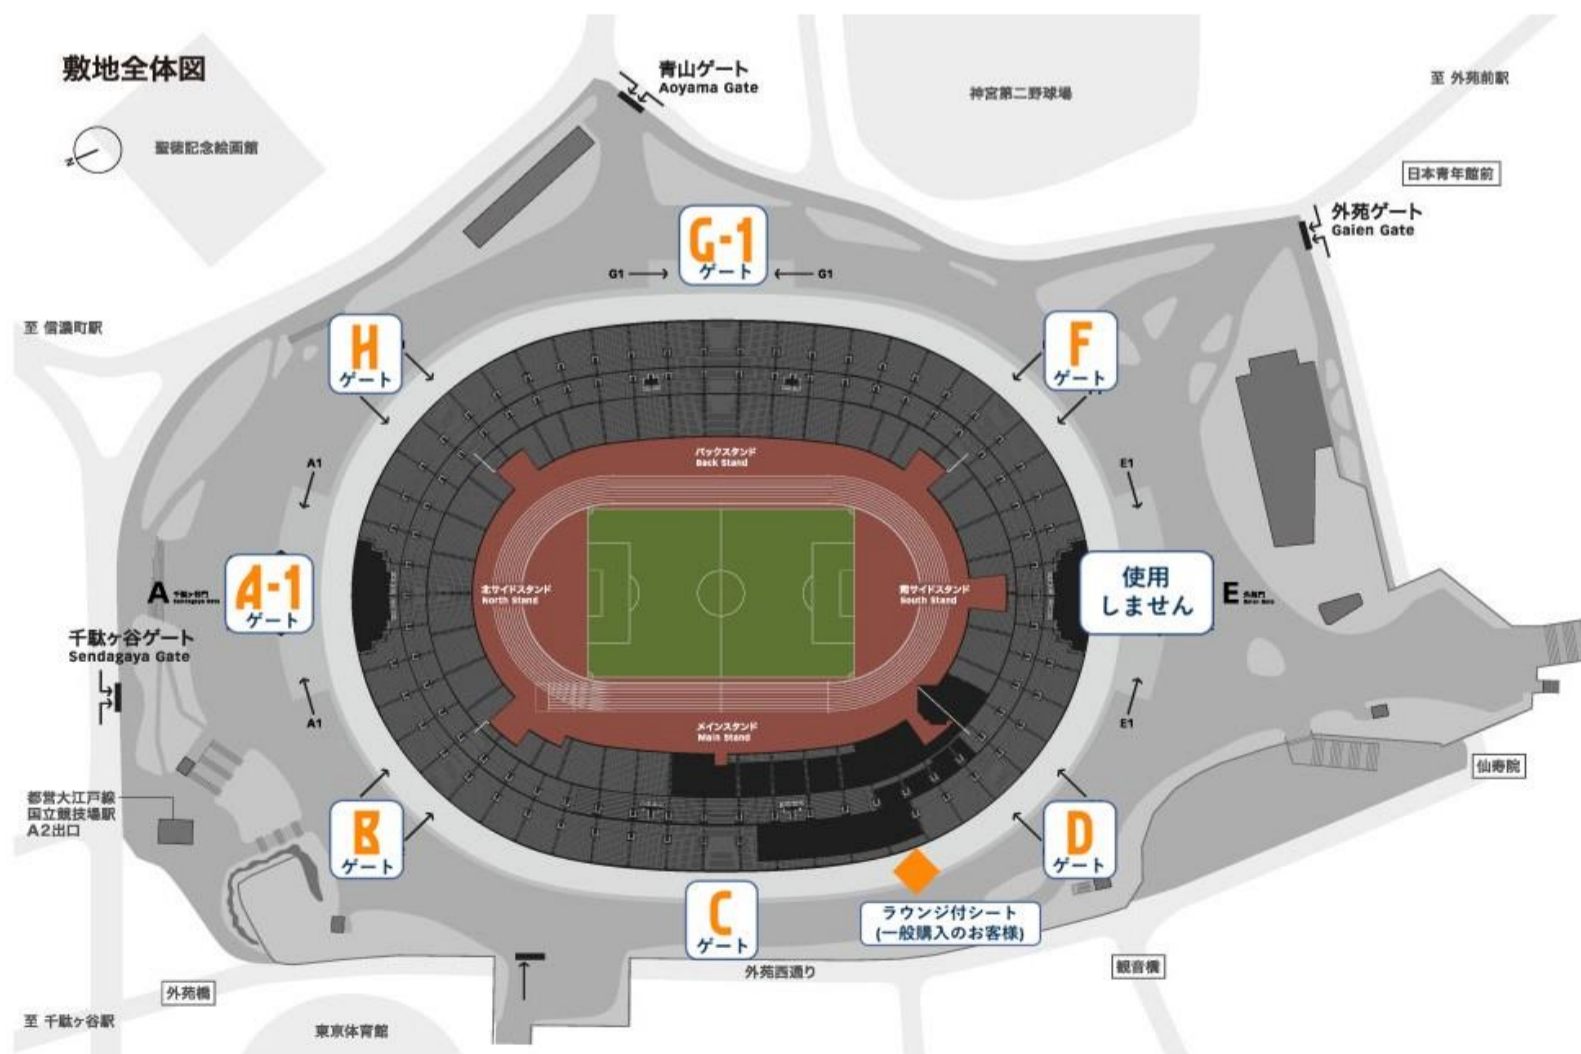 敷地全体図
青山ゲート
Aoyama Gate
神宮第二野球場
至 外苑前駅
N
聖徳記念絵画館
日本青年館前
外苑ゲート
Gaien Gate
G-1
ゲート
G1
G1
至 信濃町駅
H
ゲート
F
ゲート
バックスタンド
Back Stand
A1
E1
北サイドスタンド
North Stand
南サイドスタンド
South Stand
A
千駄ヶ谷門
Sendagaya Gate
A-1
ゲート
使用
しません
E
千駄ヶ谷ゲート
Sendagaya Gate
A1
E1
メインスタンド
Main Stand
仙寿院
都営大江戸線
国立競技場駅
A2出口
B
ゲート
D
ゲート
C
ゲート
ラウンジ付シート
(一般購入のお客様)
外苑西通り
観音橋
外苑橋
至 千駄ヶ谷駅
東京体育館